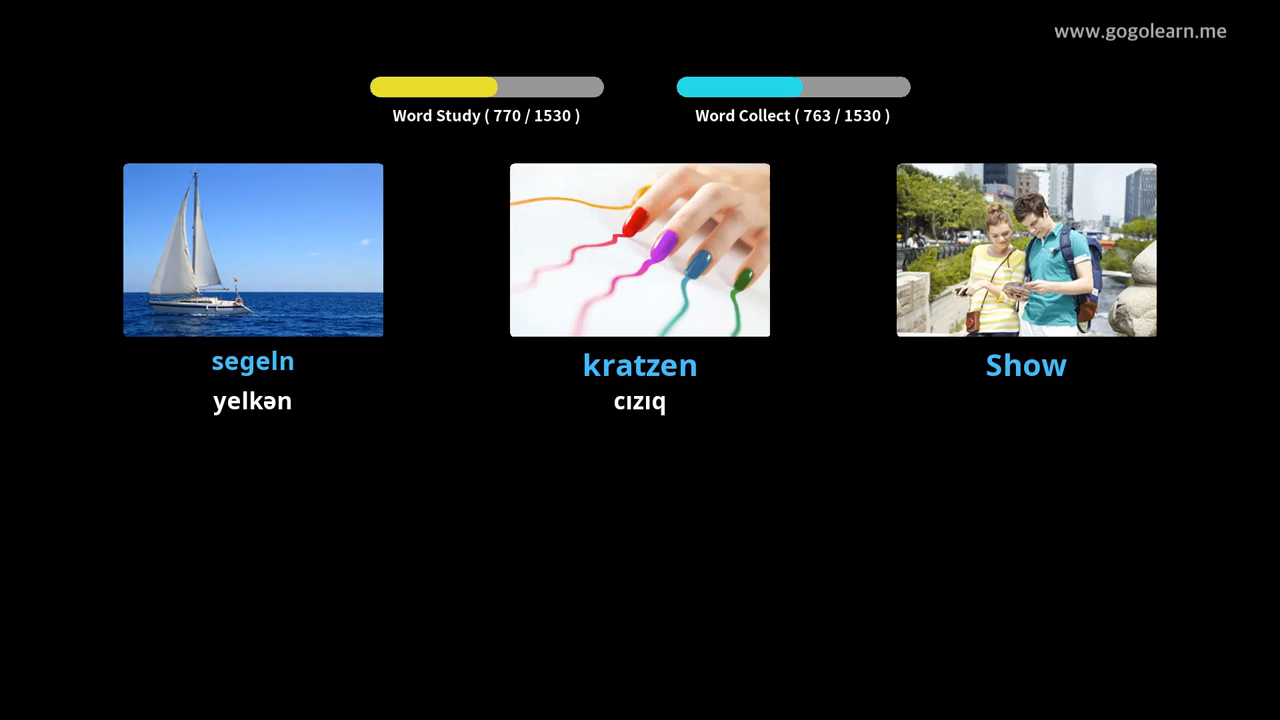 www.gogolearn.me
Word Study ( 770 / 1530 )
Word Collect ( 763 / 1530 )
segeln
yelkən
kratzen
cızıq
Show